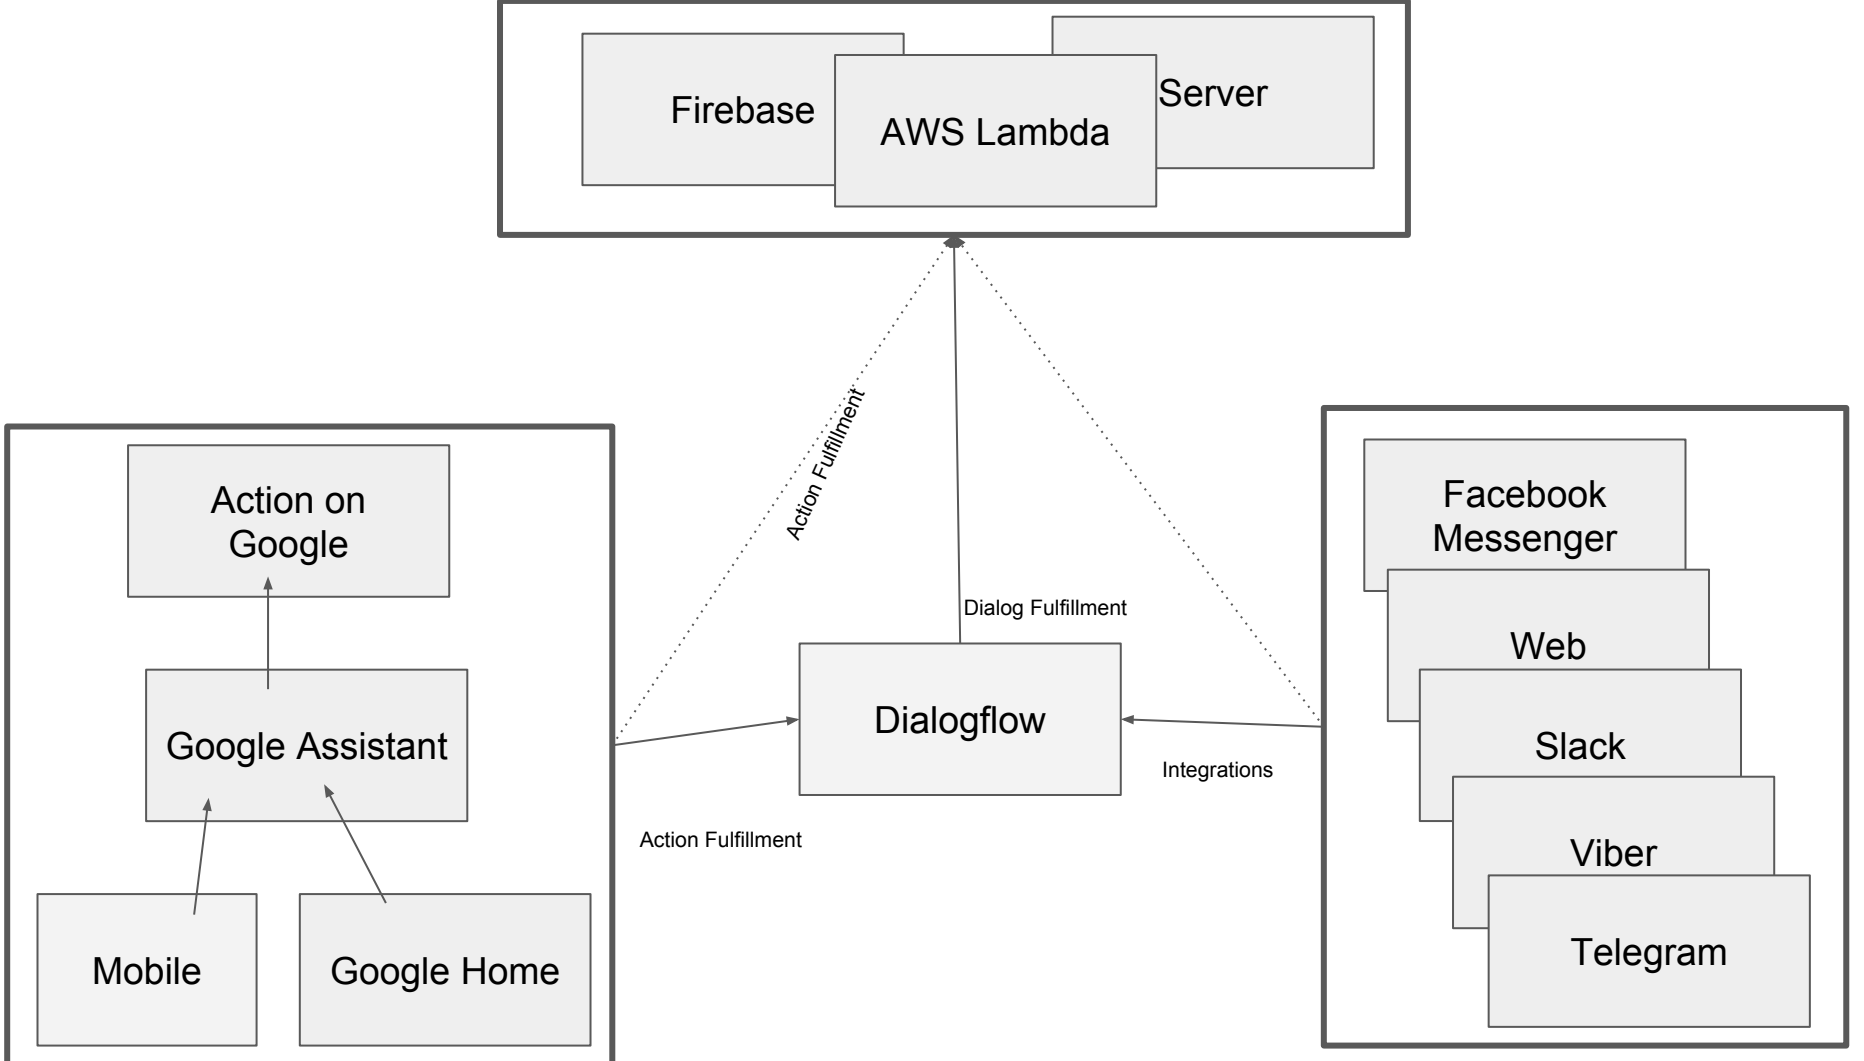 Firebase
AWS Lambda
Server
Action Fulfillment
Action on
Google
Google Assistant
Mobile
Google Home
Action Fulfillment
Dialog Fulfillment
Dialogflow
Integrations
Facebook
Messenger
Web
Slack
Viber
Telegram